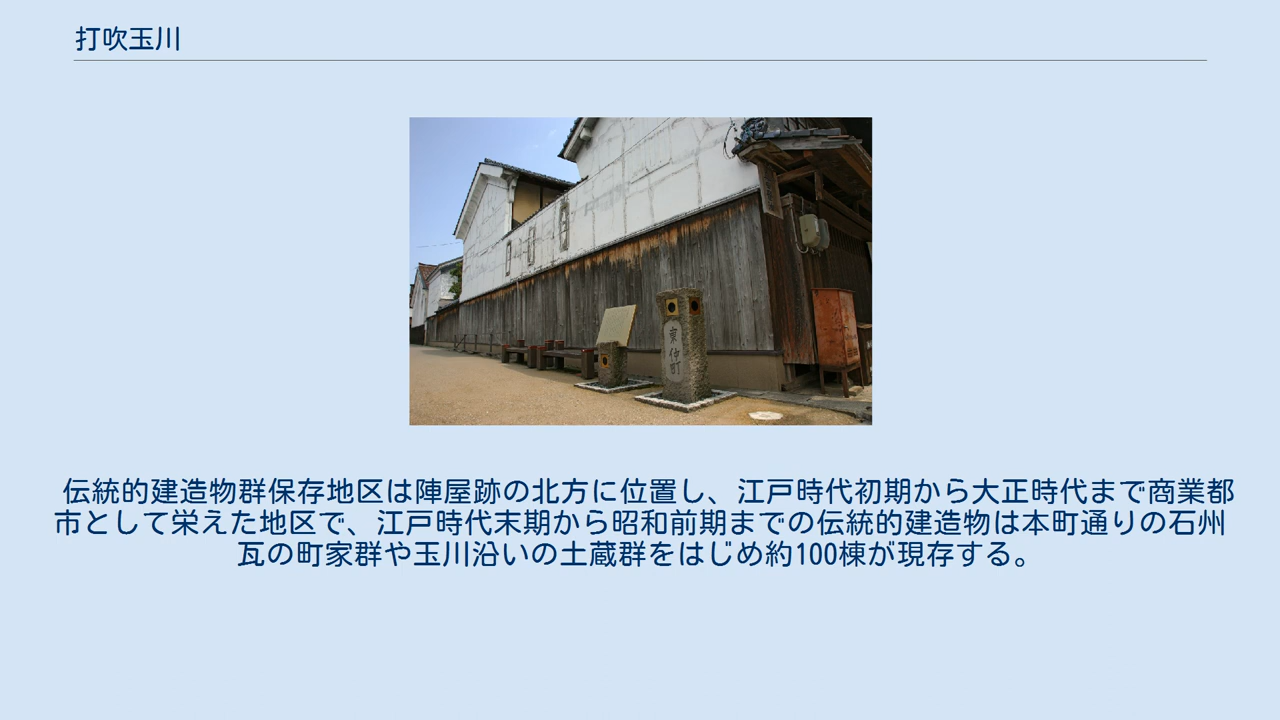 打吹玉川
東仲町
伝統的建造物群保存地区は陣屋跡の北方に位置し、江戸時代初期から大正時代まで商業都
市として栄えた地区で、江戸時代末期から昭和前期までの伝統的建造物は本町通りの石州
瓦の町家群や玉川沿いの土蔵群をはじめ約100棟が現存する。